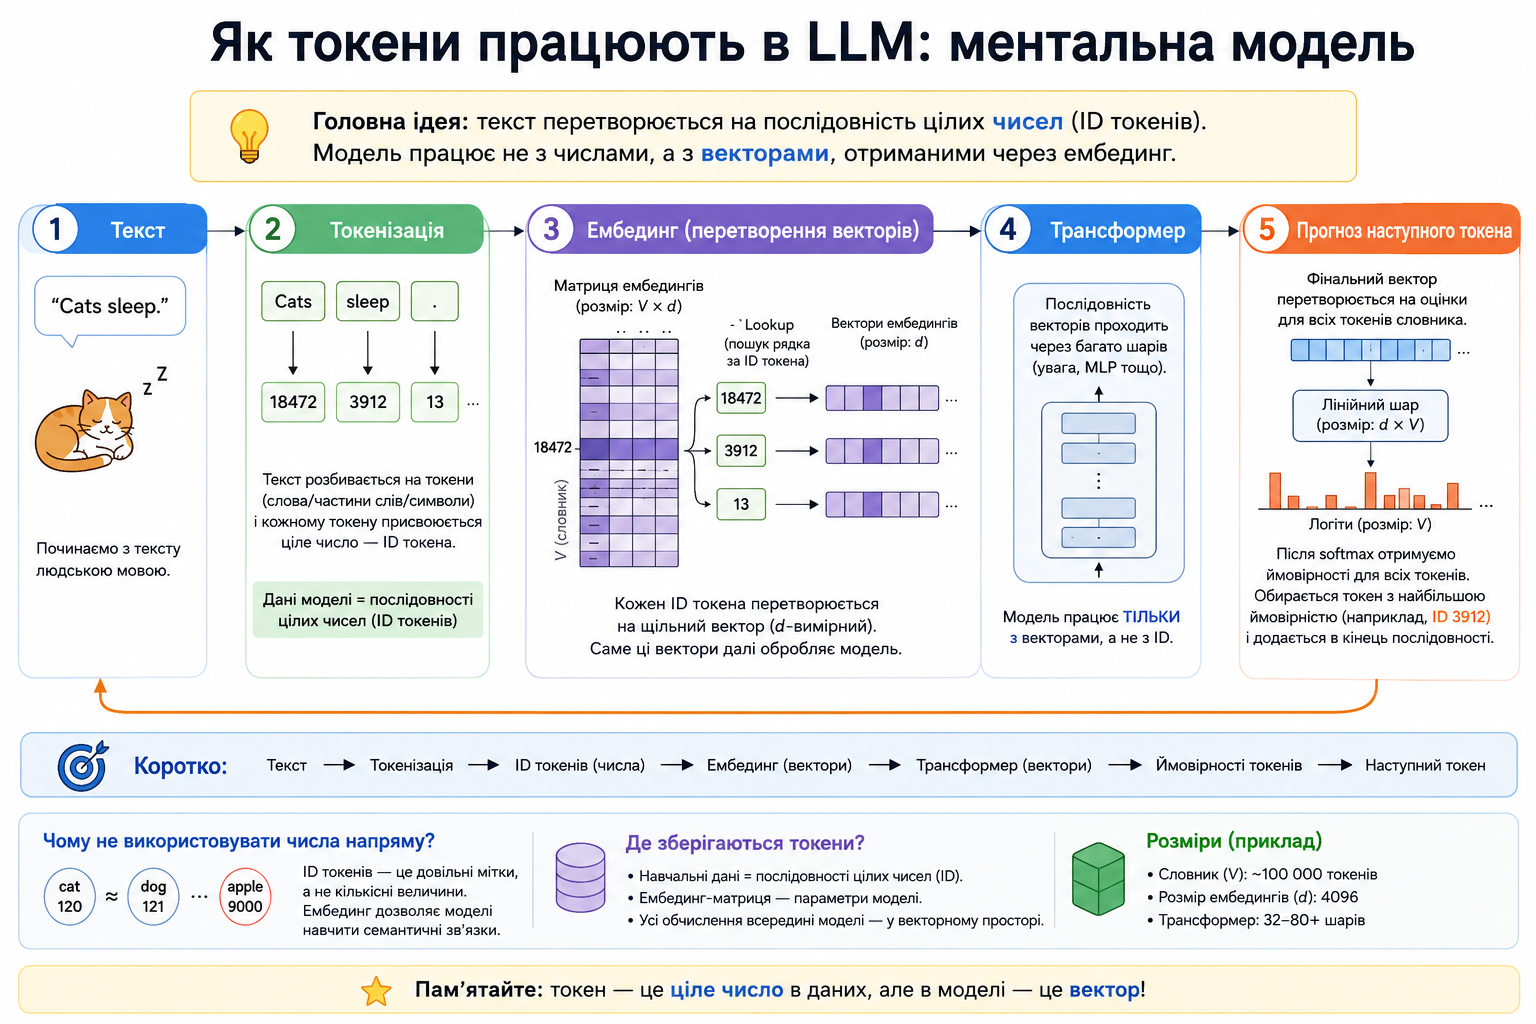 Як токени працюють в LLM: ментальна модель
Головна ідея: текст перетворюється на послідовність цілих чисел (ID токенів).
Модель працює не з числами, а з векторами, отриманими через ембединг.
1 Текст
“Cats sleep.”
z Z
Починаємо з тексту
людською мовою.
2 Токенізація
Cats sleep .
18472 3912 13 ...
Текст розбивається на токени
(слова/частини слів/символи)
і кожному токену присвоюється
ціле число — ID токена.
Дані моделі = послідовності
цілих чисел (ID токенів)
3 Ембединг (перетворення векторів)
Матриця ембедингів
(розмір: V × d)
18472
V (словник)
Lookup
(пошук рядка
за ID токена)
18472
3912
13
Вектори ембедингів
(розмір: d)
...
...
...
Кожен ID токена перетворюється
на щільний вектор (d-вимірний).
Саме ці вектори далі обробляє модель.
4 Трансформер
Послідовність
векторів проходить
через багато шарів
(увага, MLP тощо).
Модель працює ТІЛЬКИ
з векторами, а не з ID.
5 Прогноз наступного токена
Фінальний вектор
перетворюється на оцінки
для всіх токенів словника.
...
Лінійний шар
(розмір: d × V)
...
Логіти (розмір: V)
Після softmax отримуємо
ймовірності для всіх токенів.
Обирається токен з найбільшою
ймовірністю (наприклад, ID 3912)
і додається в кінець послідовності.
Коротко: Текст → Токенізація → ID токенів (числа) → Ембединг (вектори) → Трансформер (вектори) → Ймовірності токенів → Наступний токен
Чому не використовувати числа напряму?
cat
120
≈
dog
121
...
apple
9000
ID токенів — це довільні мітки,
а не кількісні величини.
Ембединг дозволяє моделі
навчити семантичні зв’язки.
Де зберігаються токени?
• Навчальні дані = послідовності цілих чисел (ID).
• Ембединг-матриця — параметри моделі.
• Усі обчислення всередині моделі — у векторному просторі.
Розміри (приклад)
• Словник (V): ~100 000 токенів
• Розмір ембедингів (d): 4096
• Трансформер: 32–80+ шарів
Пам’ятайте: токен — це ціле число в даних, але в моделі — це вектор!